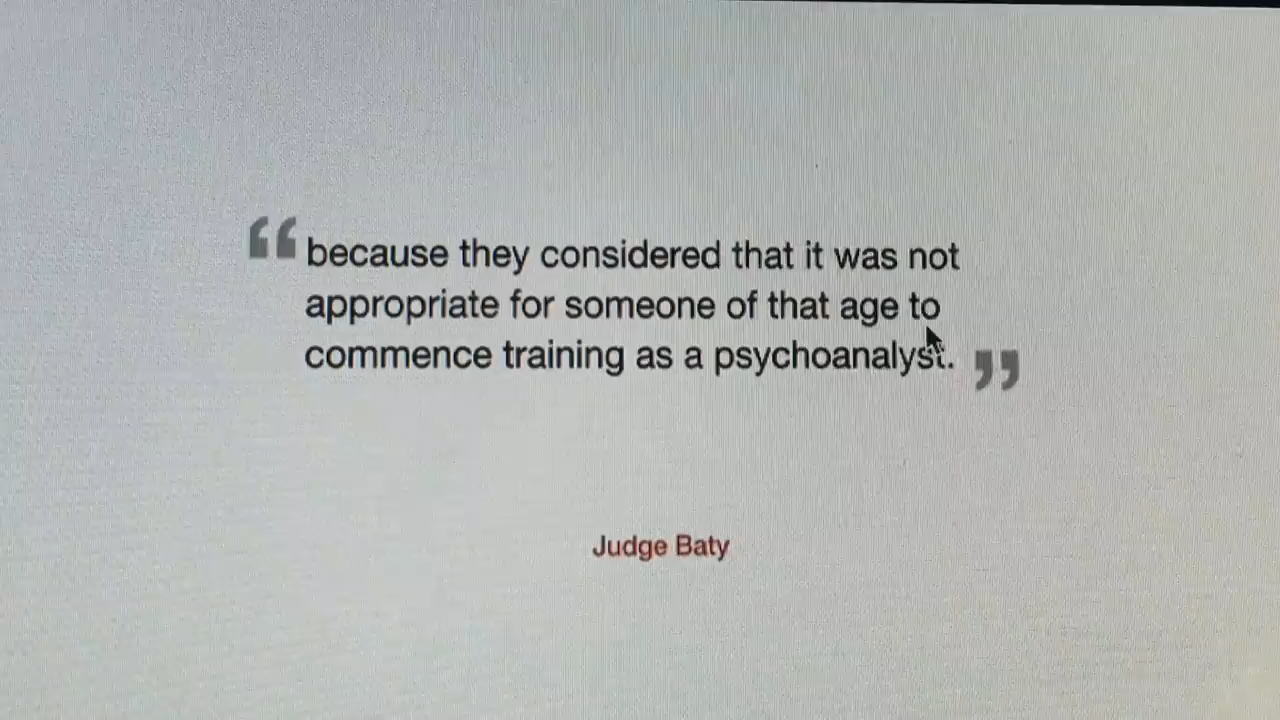 “because they considered that it was not
appropriate for someone of that age to
commence training as a psychoanalyst.”
Judge Baty